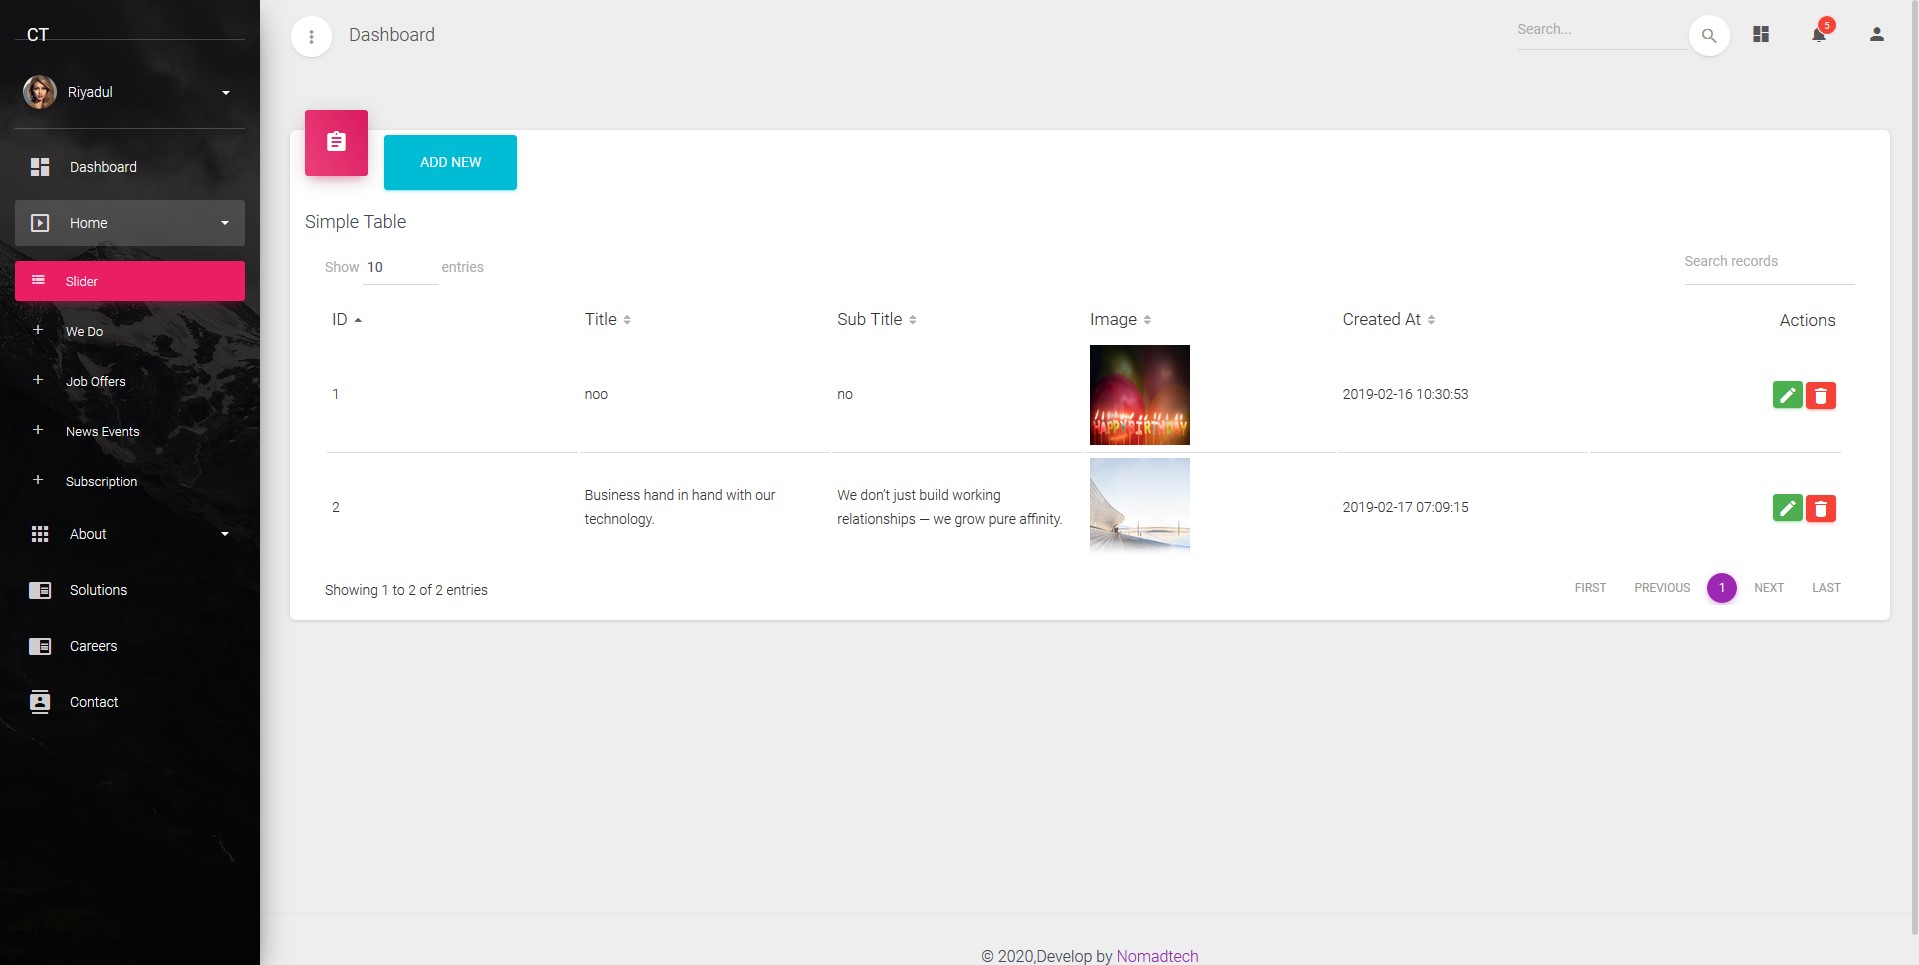 CT
Riyadul
Dashboard
Home
Slider
We Do
Job Offers
News Events
Subscription
About
Solutions
Careers
Contact
Dashboard
Search...
5
ADD NEW
Simple Table
Show 10 entries
Search records
ID Title Sub Title Image Created At Actions
1 noo no HAPPYBIRTHDAY 2019-02-16 10:30:53
2 Business hand in hand with our technology. We don’t just build working relationships — we grow pure affinity. 2019-02-17 07:09:15
Showing 1 to 2 of 2 entries
FIRST PREVIOUS 1 NEXT LAST
© 2020,Develop by Nomadtech